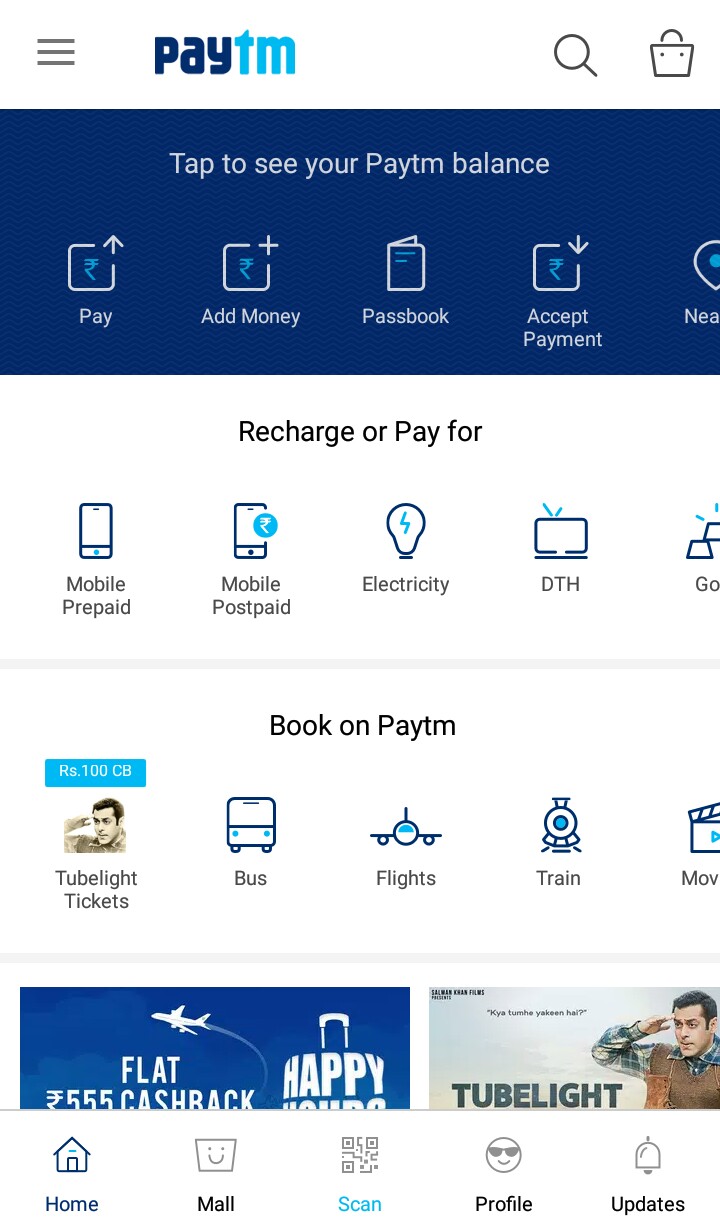 paytm
Tap to see your Paytm balance
Pay
Add Money
Passbook
Accept
Payment
Nea
Recharge or Pay for
Mobile
Prepaid
Mobile
Postpaid
Electricity
DTH
Go
Book on Paytm
Rs.100 CB
Tubelight
Tickets
Bus
Flights
Train
Mov
FLAT
₹555 CASHBACK
HAPPY
HOURS
SALMAN KHAN FILMS
PRESENTS
"Kya tumhe yakeen hai?"
TUBELIGHT
Home
Mall
Scan
Profile
Updates